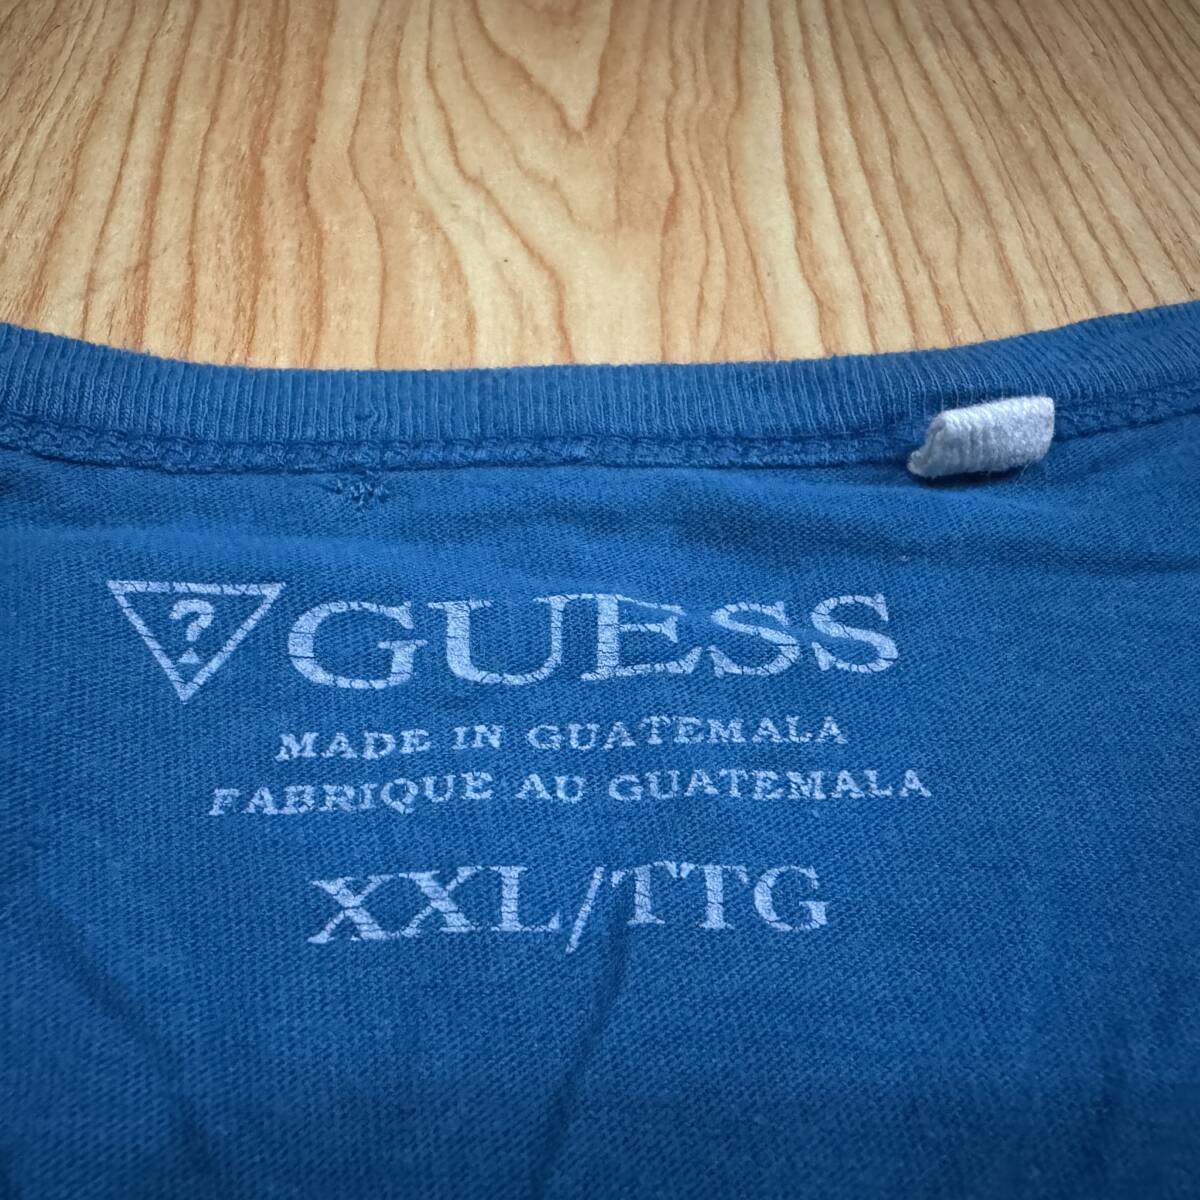 ? GUESS
MADE IN GUATEMALA
FABRIQUE AU GUATEMALA
XXL/TTG